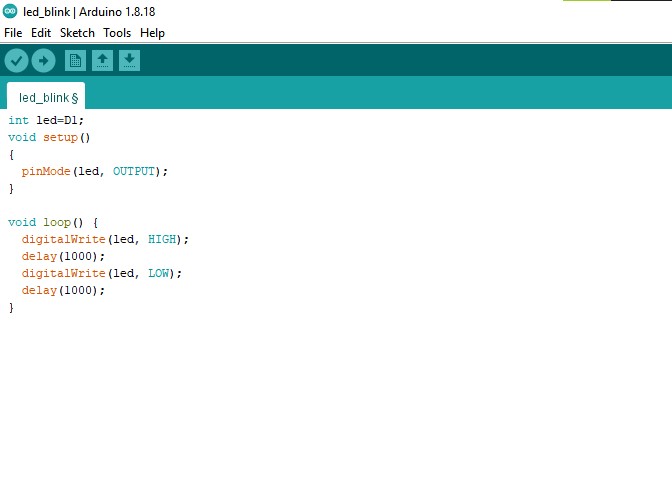 led_blink | Arduino 1.8.18
File Edit Sketch Tools Help
led_blink §
int led=D1;
void setup()
{
  pinMode(led, OUTPUT);
}

void loop() {
  digitalWrite(led, HIGH);
  delay(1000);
  digitalWrite(led, LOW);
  delay(1000);
}